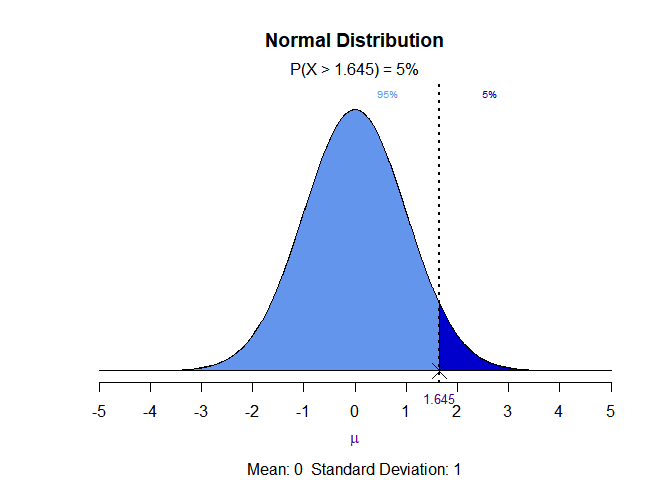 Normal Distribution
P(X > 1.645) = 5%
95% 5%
-5 -4 -3 -2 -1 0 1 2 3 4 5
1.645
μ
Mean: 0 Standard Deviation: 1